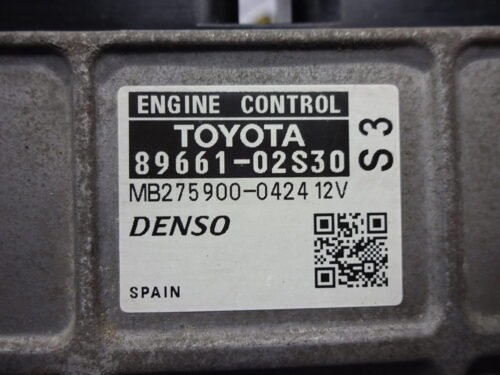 ENGINE CONTROL
TOYOTA
89661-02S30
S3
MB275900-0424 12V
DENSO
SPAIN